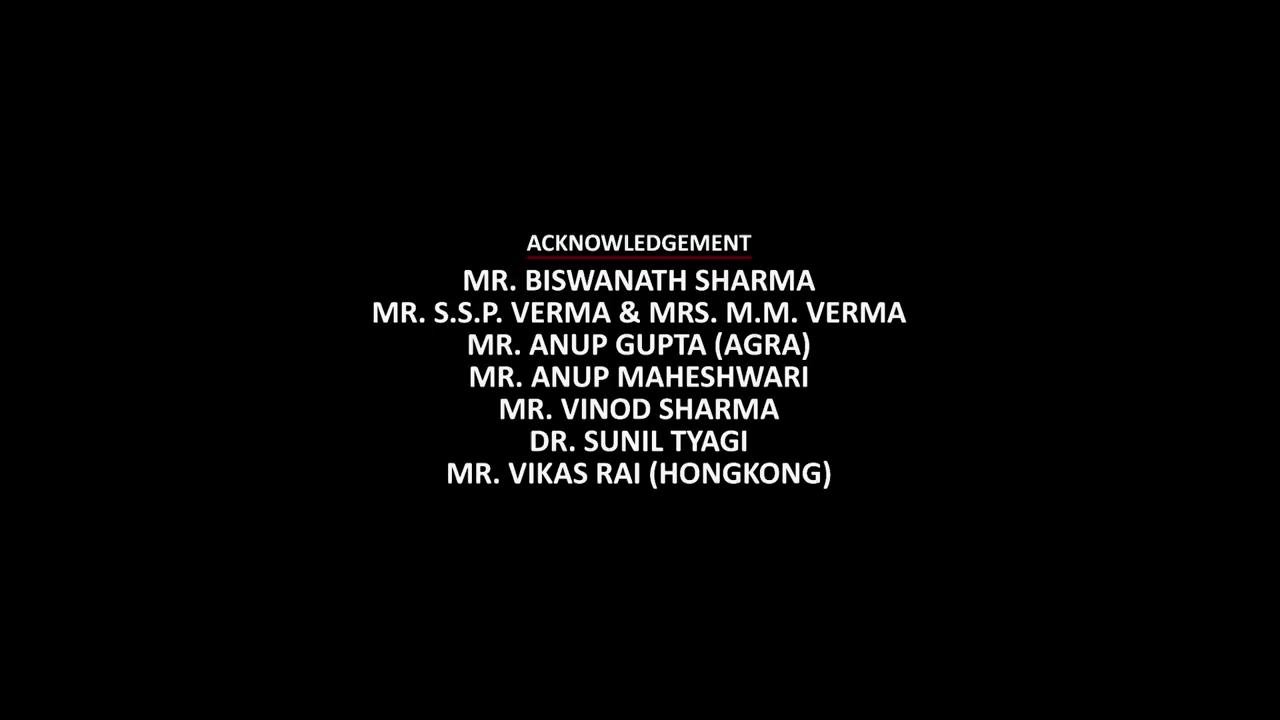 ACKNOWLEDGEMENT
MR. BISWANATH SHARMA
MR. S.S.P. VERMA & MRS. M.M. VERMA
MR. ANUP GUPTA (AGRA)
MR. ANUP MAHESHWARI
MR. VINOD SHARMA
DR. SUNIL TYAGI
MR. VIKAS RAI (HONGKONG)